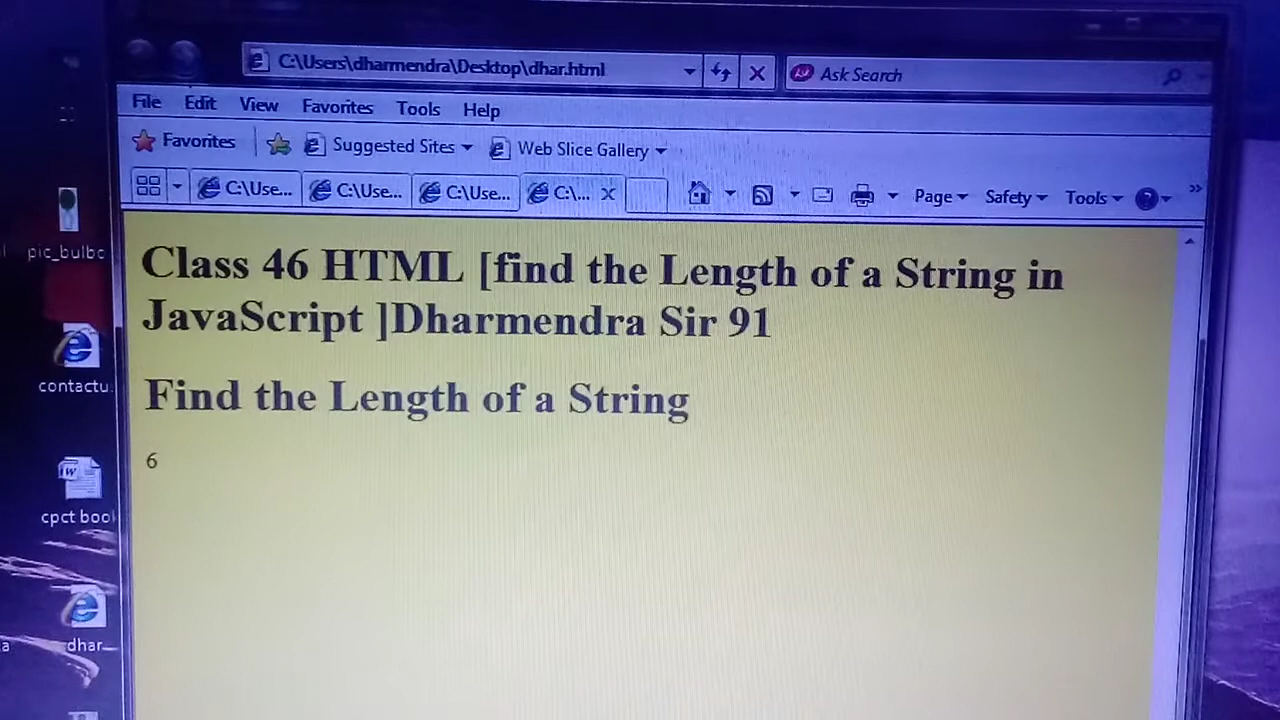 C:\Users\dharmendra\Desktop\dhar.html
Ask Search
File Edit View Favorites Tools Help
Favorites Suggested Sites Web Slice Gallery
C:\Use... C:\Use... C:\Use... C:\... Page Safety Tools
pic_bulbc
Class 46 HTML [find the Length of a String in
JavaScript ]Dharmendra Sir 91
contactu
Find the Length of a String
6
cpct boo
dhar